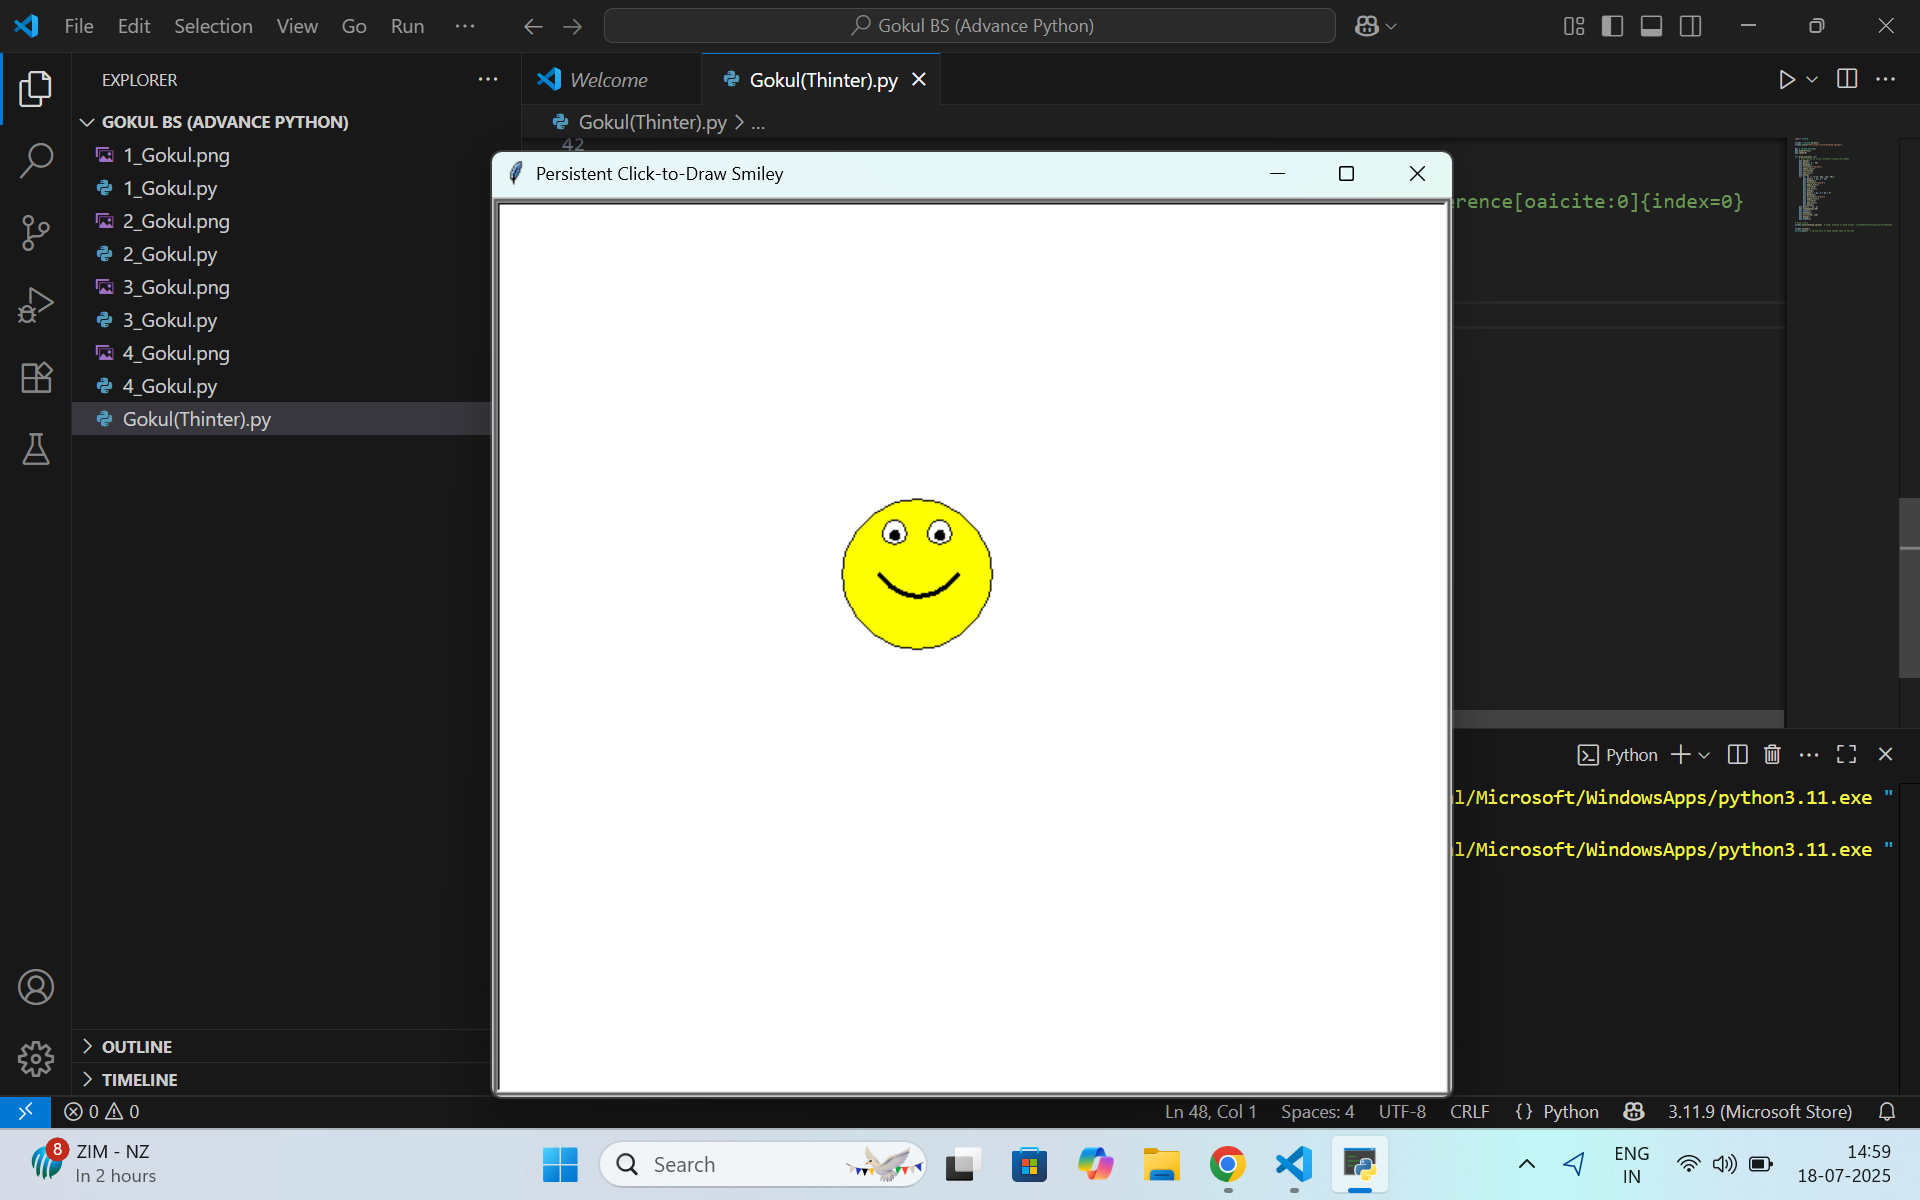 File Edit Selection View Go Run ···
Gokul BS (Advance Python)
EXPLORER
Welcome
Gokul(Thinter).py
GOKUL BS (ADVANCE PYTHON)
Gokul(Thinter).py > ...
42
1_Gokul.png
1_Gokul.py
2_Gokul.png
2_Gokul.py
3_Gokul.png
3_Gokul.py
4_Gokul.png
4_Gokul.py
Gokul(Thinter).py
Persistent Click-to-Draw Smiley
erence[oaicite:0]{index=0}
Python
l/Microsoft/WindowsApps/python3.11.exe "
l/Microsoft/WindowsApps/python3.11.exe "
OUTLINE
TIMELINE
0 0
Ln 48, Col 1 Spaces: 4 UTF-8 CRLF {} Python 3.11.9 (Microsoft Store)
8
ZIM - NZ
In 2 hours
Search
ENG
IN
14:59
18-07-2025